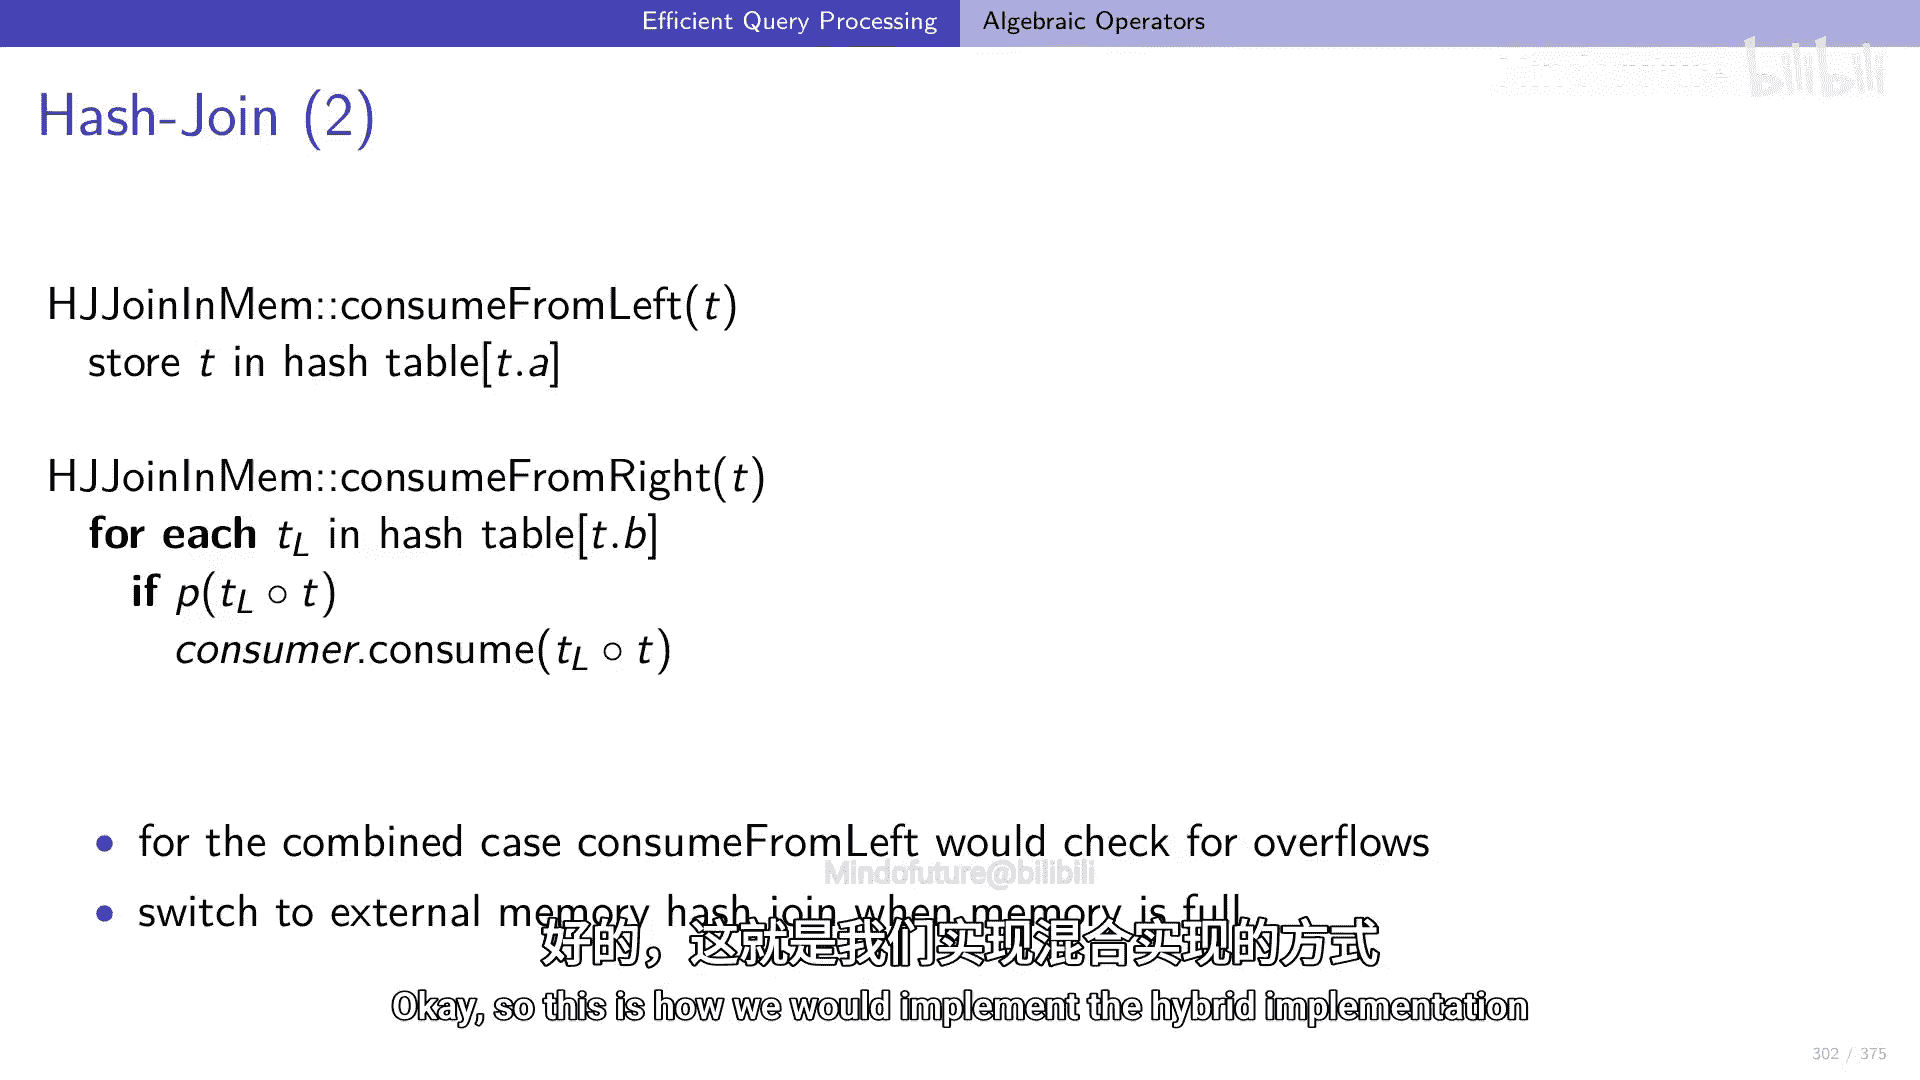 Efficient Query Processing
Algebraic Operators
bilibili
Hash-Join (2)
HJJoinInMem::consumeFromLeft(t)
store t in hash table[t.a]
HJJoinInMem::consumeFromRight(t)
for each t_L in hash table[t.b]
if p(t_L ∘ t)
consumer.consume(t_L ∘ t)
• for the combined case consumeFromLeft would check for overflows
Mindofuture@bilibili
• switch to external memory hash join when memory is full
好的，这就是我们实现混合实现的方式
Okay, so this is how we would implement the hybrid implementation
302 / 375